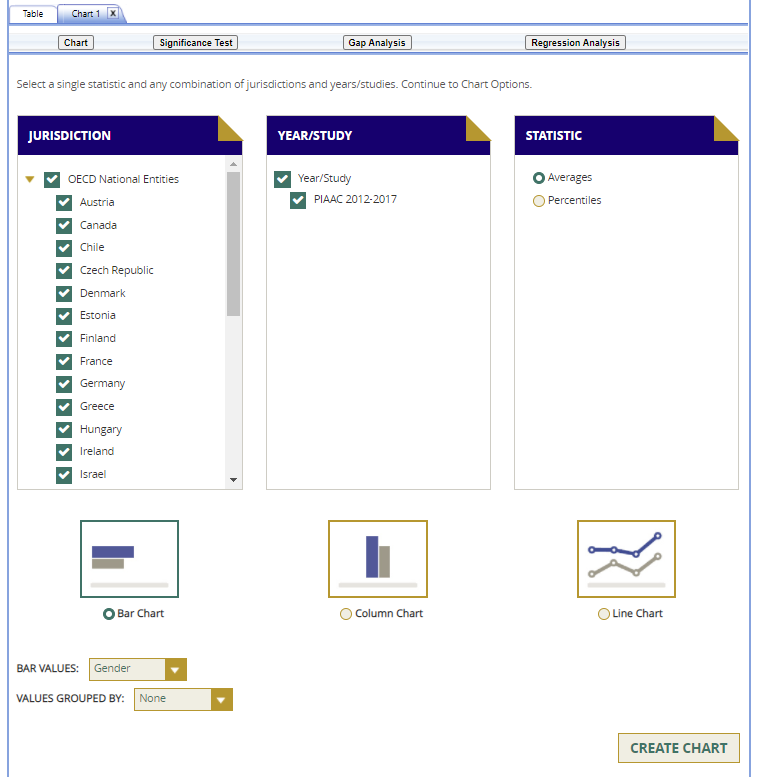 Table Chart 1 X
Chart Significance Test Gap Analysis Regression Analysis
Select a single statistic and any combination of jurisdictions and years/studies. Continue to Chart Options.
JURISDICTION
OECD National Entities
Austria
Canada
Chile
Czech Republic
Denmark
Estonia
Finland
France
Germany
Greece
Hungary
Ireland
Israel
YEAR/STUDY
Year/Study
PIAAC 2012-2017
STATISTIC
Averages
Percentiles
Bar Chart
Column Chart
Line Chart
BAR VALUES: Gender
VALUES GROUPED BY: None
CREATE CHART